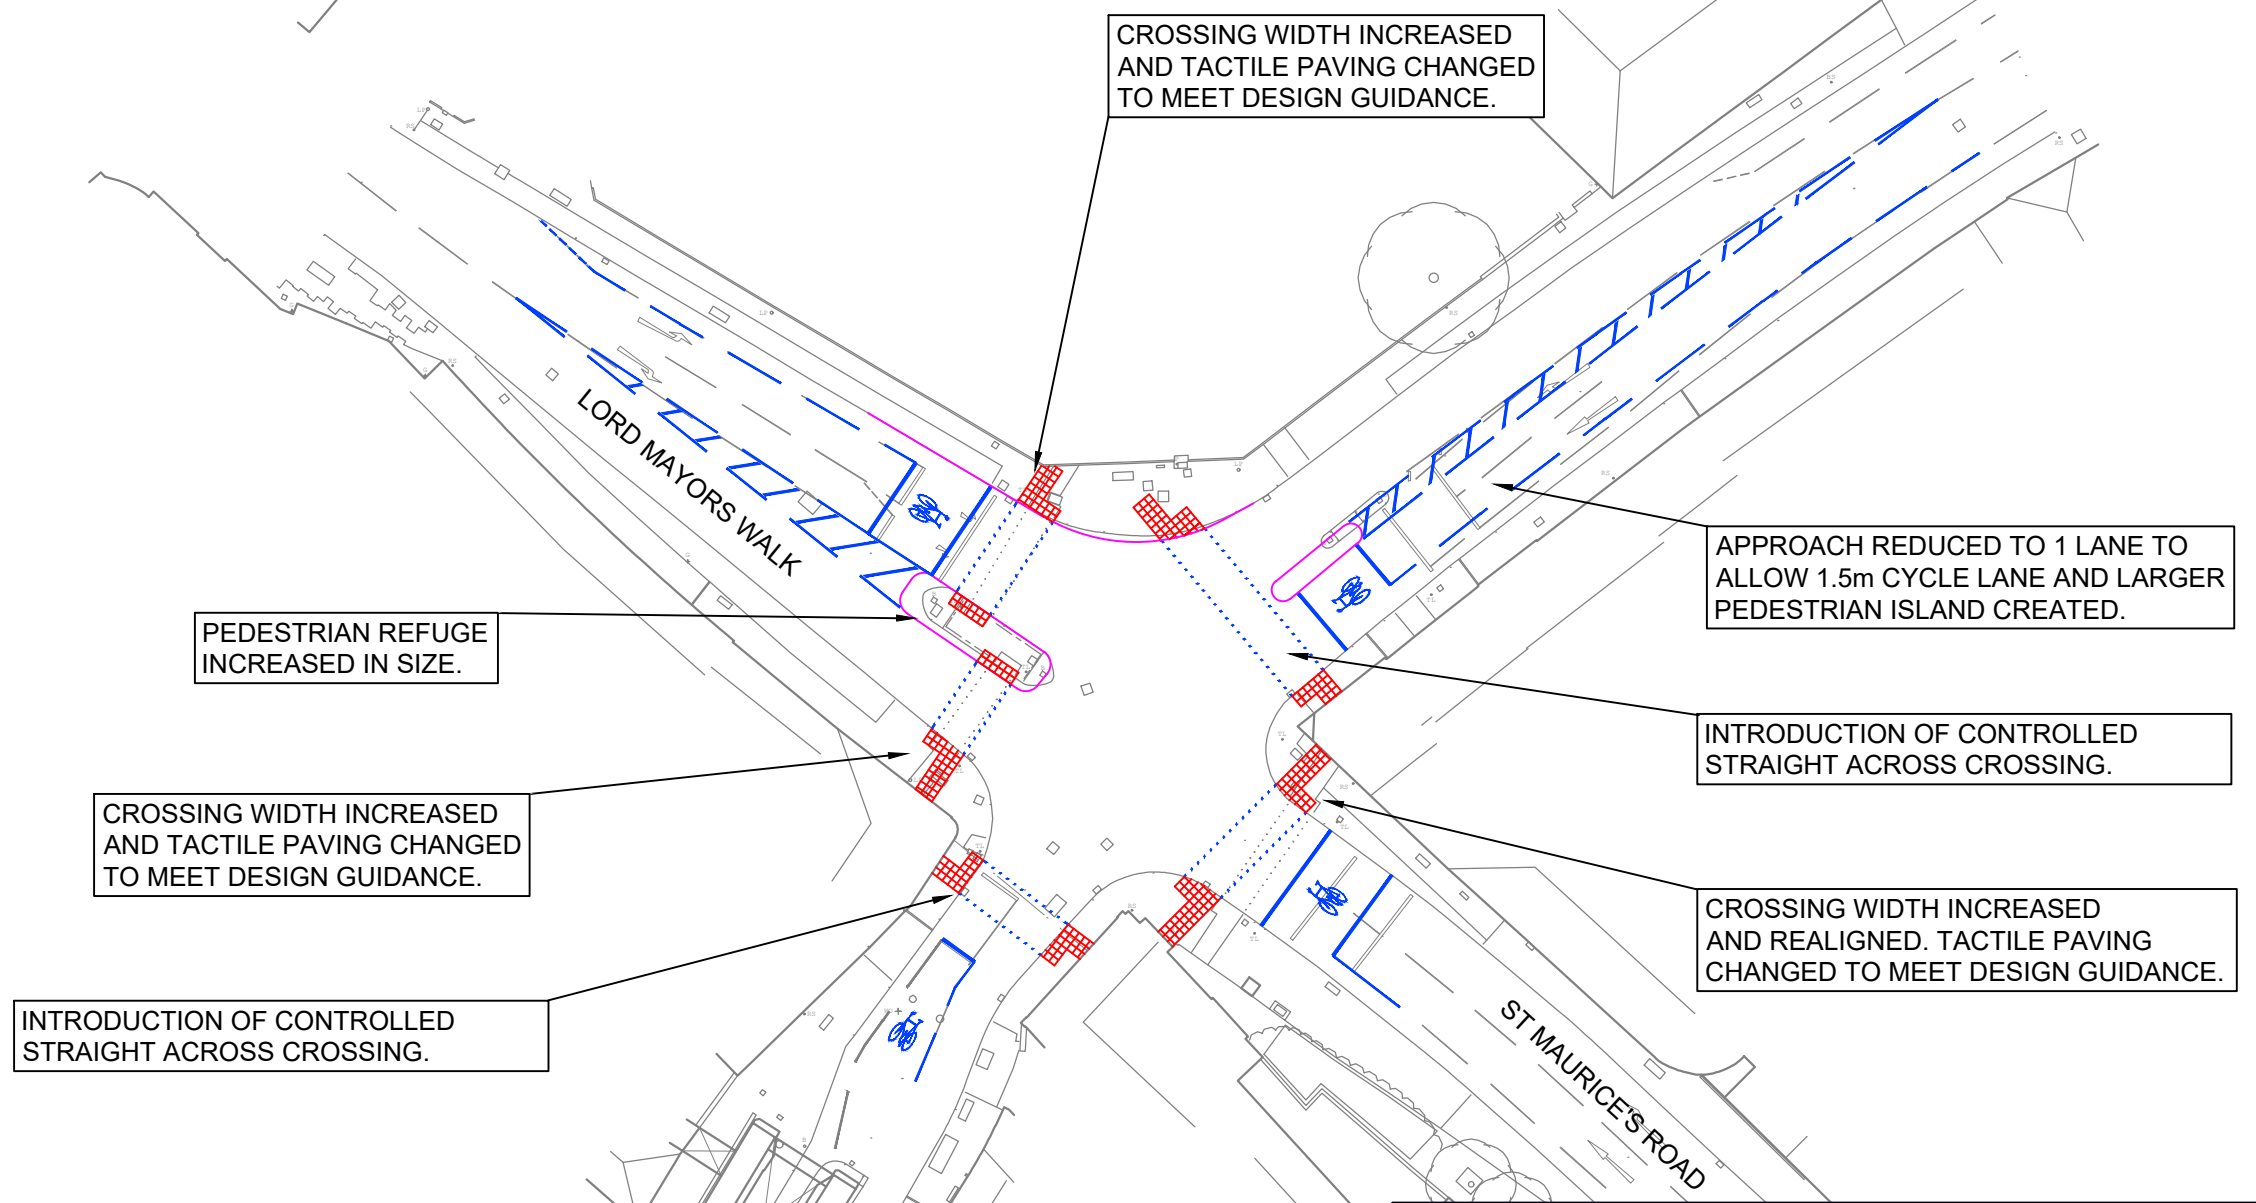 CROSSING WIDTH INCREASED
AND TACTILE PAVING CHANGED
TO MEET DESIGN GUIDANCE.
LORD MAYORS WALK
APPROACH REDUCED TO 1 LANE TO
ALLOW 1.5m CYCLE LANE AND LARGER
PEDESTRIAN ISLAND CREATED.
PEDESTRIAN REFUGE
INCREASED IN SIZE.
INTRODUCTION OF CONTROLLED
STRAIGHT ACROSS CROSSING.
CROSSING WIDTH INCREASED
AND TACTILE PAVING CHANGED
TO MEET DESIGN GUIDANCE.
CROSSING WIDTH INCREASED
AND REALIGNED. TACTILE PAVING
CHANGED TO MEET DESIGN GUIDANCE.
INTRODUCTION OF CONTROLLED
STRAIGHT ACROSS CROSSING.
ST MAURICE'S ROAD